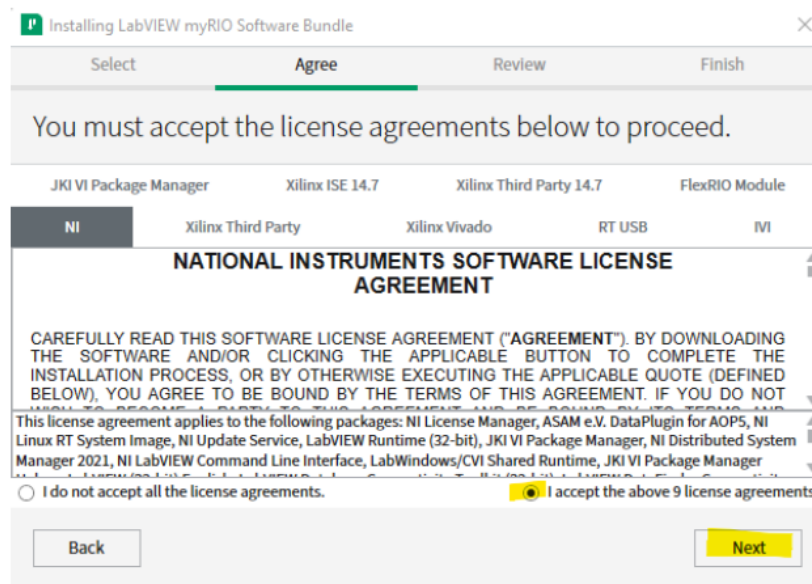 Installing LabVIEW myRIO Software Bundle
Select Agree Review Finish
You must accept the license agreements below to proceed.
JKI VI Package Manager Xilinx ISE 14.7 Xilinx Third Party 14.7 FlexRIO Module
NI Xilinx Third Party Xilinx Vivado RT USB IVI
NATIONAL INSTRUMENTS SOFTWARE LICENSE
AGREEMENT
CAREFULLY READ THIS SOFTWARE LICENSE AGREEMENT ("AGREEMENT"). BY DOWNLOADING
THE SOFTWARE AND/OR CLICKING THE APPLICABLE BUTTON TO COMPLETE THE
INSTALLATION PROCESS, OR BY OTHERWISE EXECUTING THE APPLICABLE QUOTE (DEFINED
BELOW), YOU AGREE TO BE BOUND BY THE TERMS OF THIS AGREEMENT. IF YOU DO NOT
This license agreement applies to the following packages: NI License Manager, ASAM e.V. DataPlugin for AOP5, NI
Linux RT System Image, NI Update Service, LabVIEW Runtime (32-bit), JKI VI Package Manager, NI Distributed System
Manager 2021, NI LabVIEW Command Line Interface, LabWindows/CVI Shared Runtime, JKI VI Package Manager
I do not accept all the license agreements. I accept the above 9 license agreements
Back Next